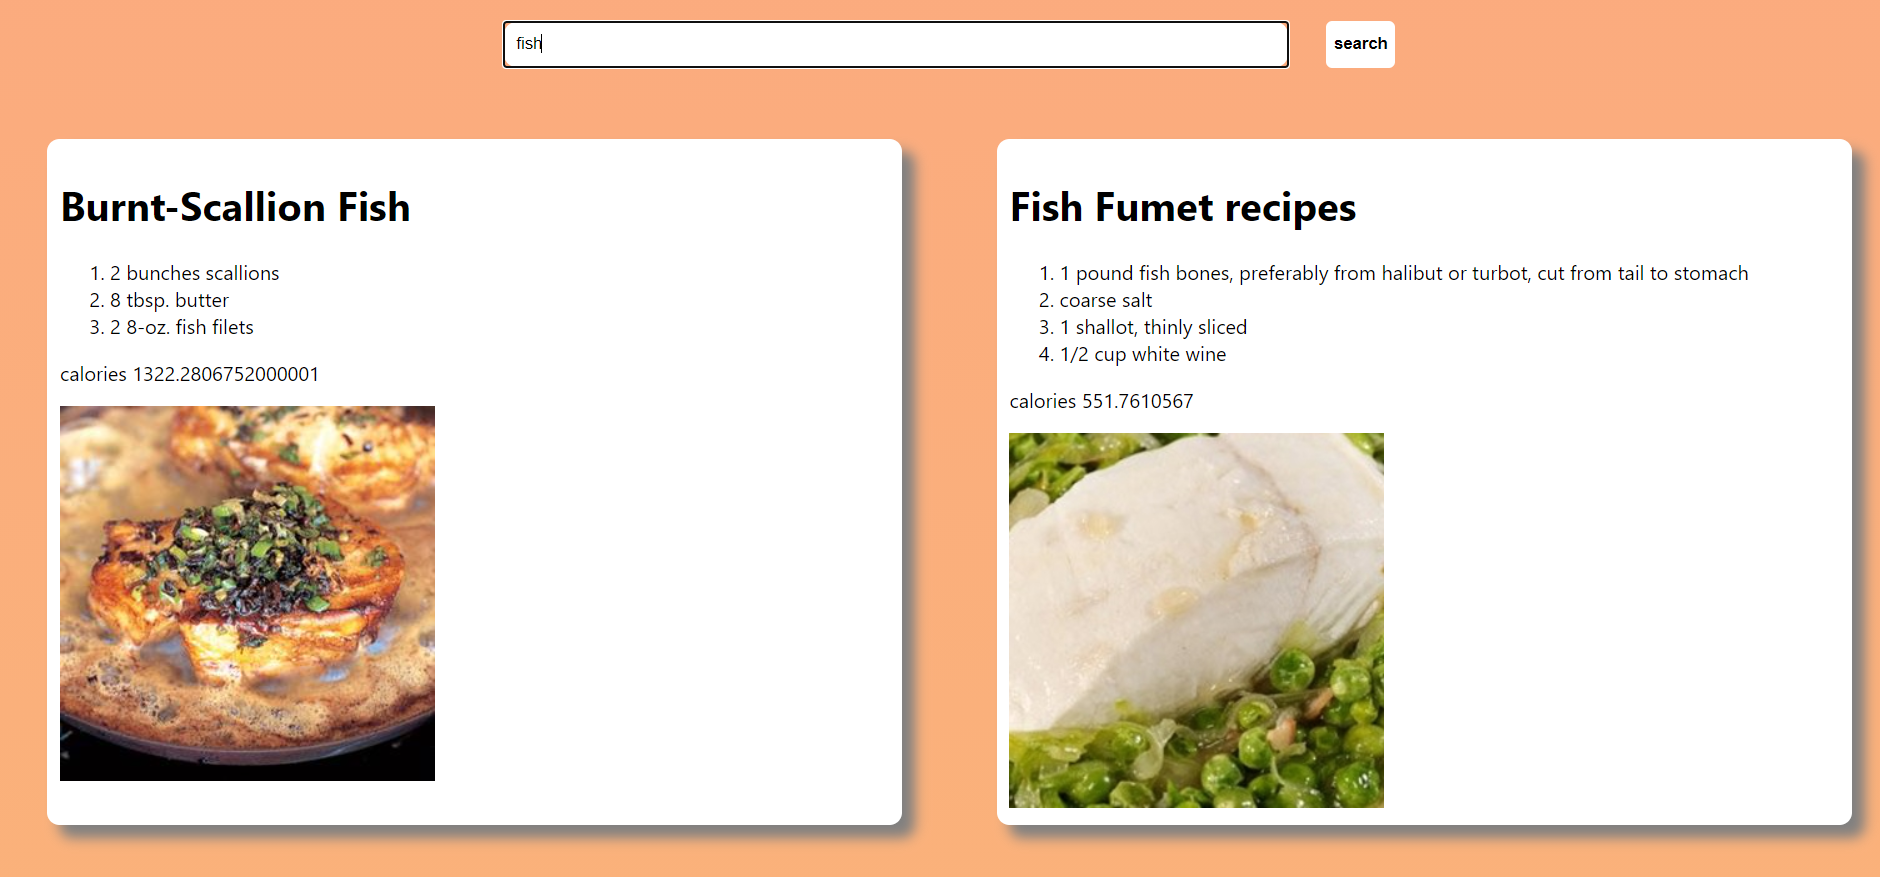 fish
search
Burnt-Scallion Fish
1. 2 bunches scallions
2. 8 tbsp. butter
3. 2 8-oz. fish filets
calories 1322.2806752000001
Fish Fumet recipes
1. 1 pound fish bones, preferably from halibut or turbot, cut from tail to stomach
2. coarse salt
3. 1 shallot, thinly sliced
4. 1/2 cup white wine
calories 551.7610567